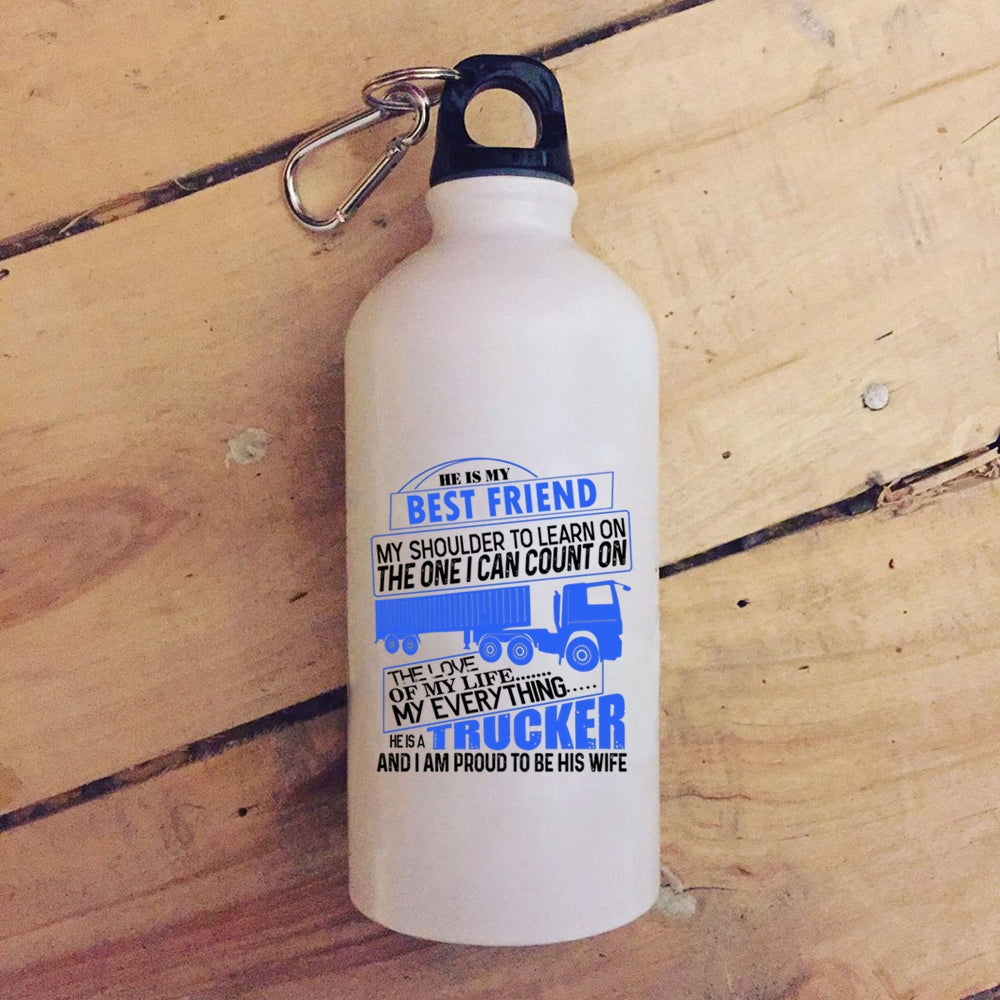 HE IS MY
BEST FRIEND
MY SHOULDER TO LEARN ON
THE ONE I CAN COUNT ON
THE LOVE
OF MY LIFE.......
MY EVERYTHING.....
HE IS A TRUCKER
AND I AM PROUD TO BE HIS WIFE